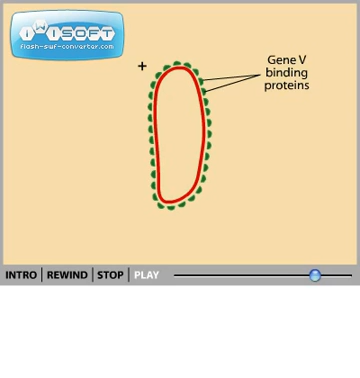 iWiSOFT
flash-swf-converter.com
+
Gene V
binding
proteins
INTRO | REWIND | STOP | PLAY